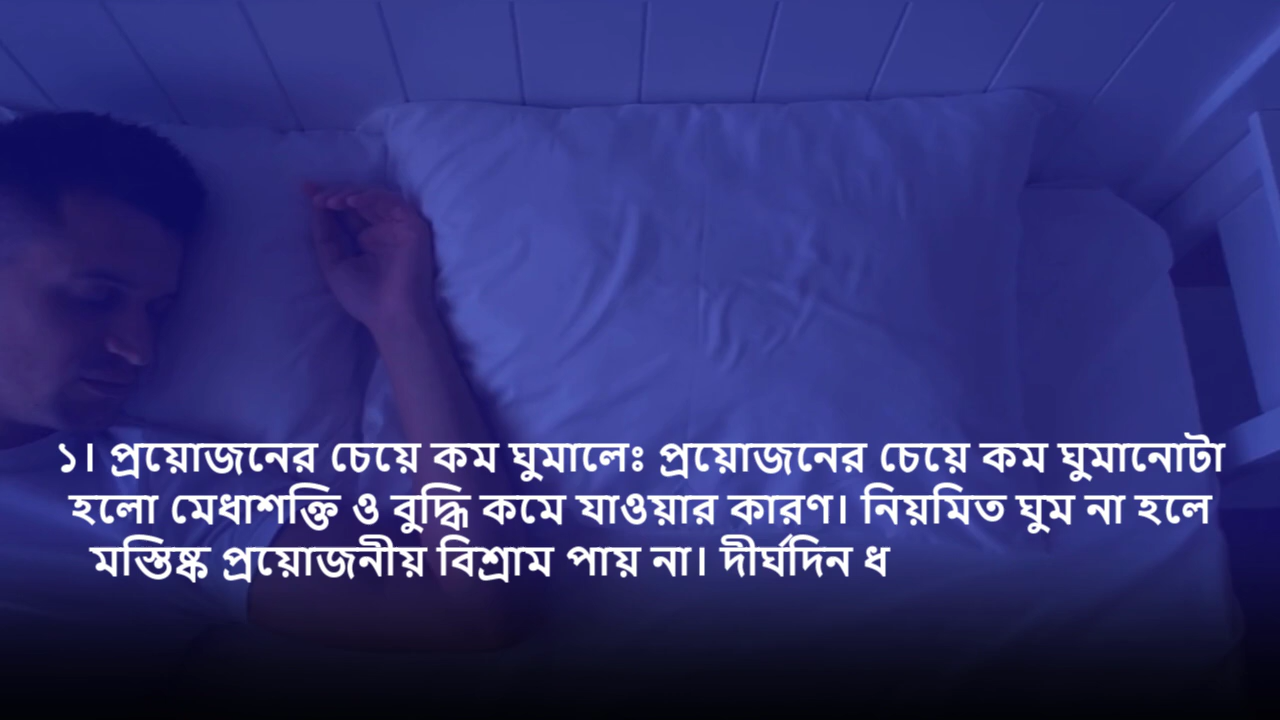 ১। প্রয়োজনের চেয়ে কম ঘুমালেঃ প্রয়োজনের চেয়ে কম ঘুমানোটা
হলো মেধাশক্তি ও বুদ্ধি কমে যাওয়ার কারণ। নিয়মিত ঘুম না হলে
মস্তিষ্ক প্রয়োজনীয় বিশ্রাম পায় না। দীর্ঘদিন ধ